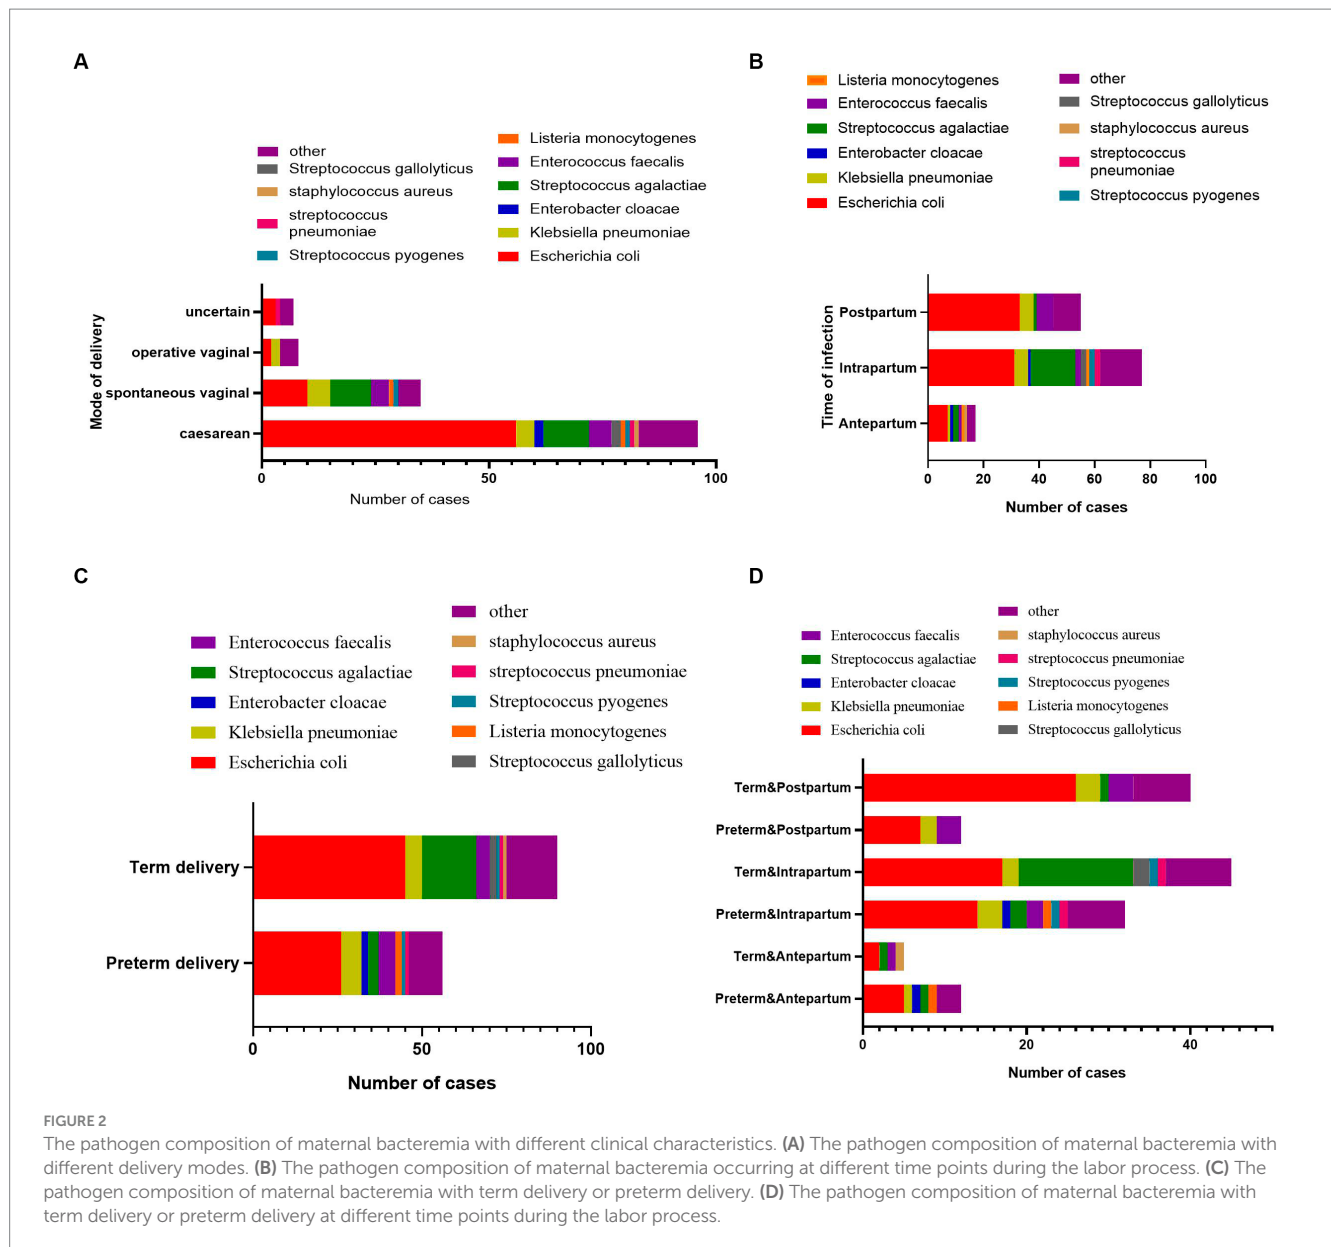 A
other
Streptococcus gallolyticus
staphylococcus aureus
streptococcus
pneumoniae
Streptococcus pyogenes
Listeria monocytogenes
Enterococcus faecalis
Streptococcus agalactiae
Enterobacter cloacae
Klebsiella pneumoniae
Escherichia coli
Mode of delivery
uncertain
operative vaginal
spontaneous vaginal
caesarean
0 50 100
Number of cases
B
Listeria monocytogenes
Enterococcus faecalis
Streptococcus agalactiae
Enterobacter cloacae
Klebsiella pneumoniae
Escherichia coli
other
Streptococcus gallolyticus
staphylococcus aureus
streptococcus
pneumoniae
Streptococcus pyogenes
Time of infection
Postpartum
Intrapartum
Antepartum
0 20 40 60 80 100
Number of cases
C
Enterococcus faecalis
Streptococcus agalactiae
Enterobacter cloacae
Klebsiella pneumoniae
Escherichia coli
other
staphylococcus aureus
streptococcus pneumoniae
Streptococcus pyogenes
Listeria monocytogenes
Streptococcus gallolyticus
Term delivery
Preterm delivery
0 50 100
Number of cases
D
Enterococcus faecalis
Streptococcus agalactiae
Enterobacter cloacae
Klebsiella pneumoniae
Escherichia coli
other
staphylococcus aureus
streptococcus pneumoniae
Streptococcus pyogenes
Listeria monocytogenes
Streptococcus gallolyticus
Term&Postpartum
Preterm&Postpartum
Term&Intrapartum
Preterm&Intrapartum
Term&Antepartum
Preterm&Antepartum
0 20 40
Number of cases
FIGURE 2
The pathogen composition of maternal bacteremia with different clinical characteristics. (A) The pathogen composition of maternal bacteremia with
different delivery modes. (B) The pathogen composition of maternal bacteremia occurring at different time points during the labor process. (C) The
pathogen composition of maternal bacteremia with term delivery or preterm delivery. (D) The pathogen composition of maternal bacteremia with
term delivery or preterm delivery at different time points during the labor process.